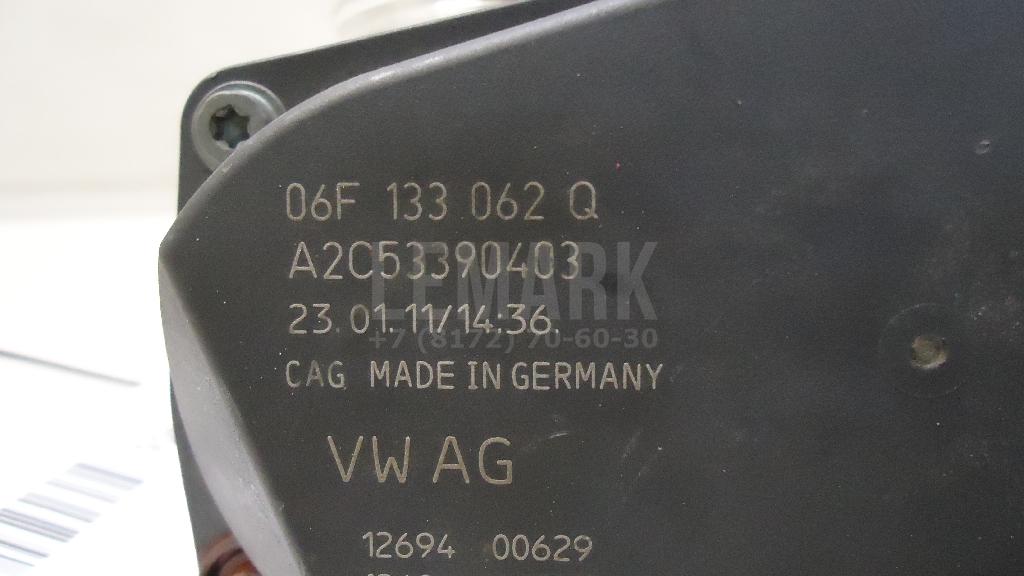 06F 133 062 Q
A2C53390403
LEMARK
23.01.11/14:36.
+7 (8172) 70-60-30
CAG MADE IN GERMANY
VW AG
12694 00629